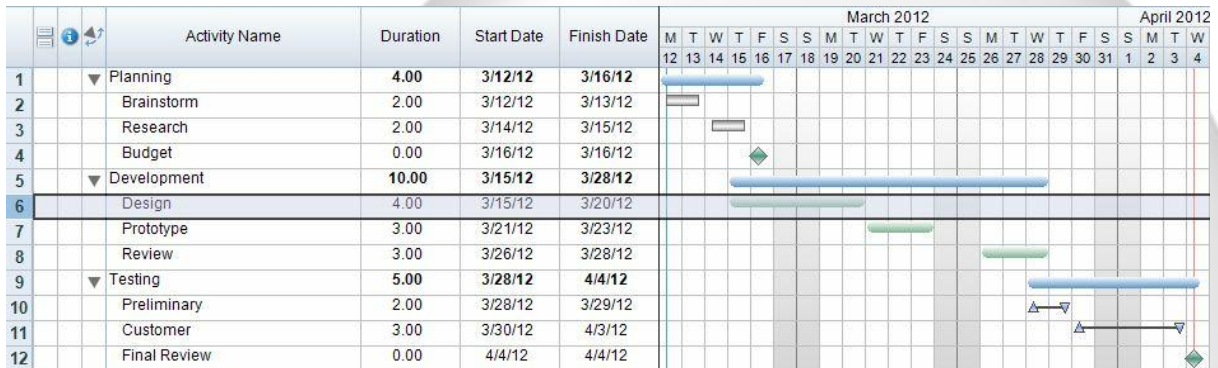 March 2012 April 2012
Activity Name Duration Start Date Finish Date M T W T F S S M T W T F S S M T W T F S S M T W
12 13 14 15 16 17 18 19 20 21 22 23 24 25 26 27 28 29 30 31 1 2 3 4
1 Planning 4.00 3/12/12 3/16/12
2 Brainstorm 2.00 3/12/12 3/13/12
3 Research 2.00 3/14/12 3/15/12
4 Budget 0.00 3/16/12 3/16/12
5 Development 10.00 3/15/12 3/28/12
6 Design 4.00 3/15/12 3/20/12
7 Prototype 3.00 3/21/12 3/23/12
8 Review 3.00 3/26/12 3/28/12
9 Testing 5.00 3/28/12 4/4/12
10 Preliminary 2.00 3/28/12 3/29/12
11 Customer 3.00 3/30/12 4/3/12
12 Final Review 0.00 4/4/12 4/4/12